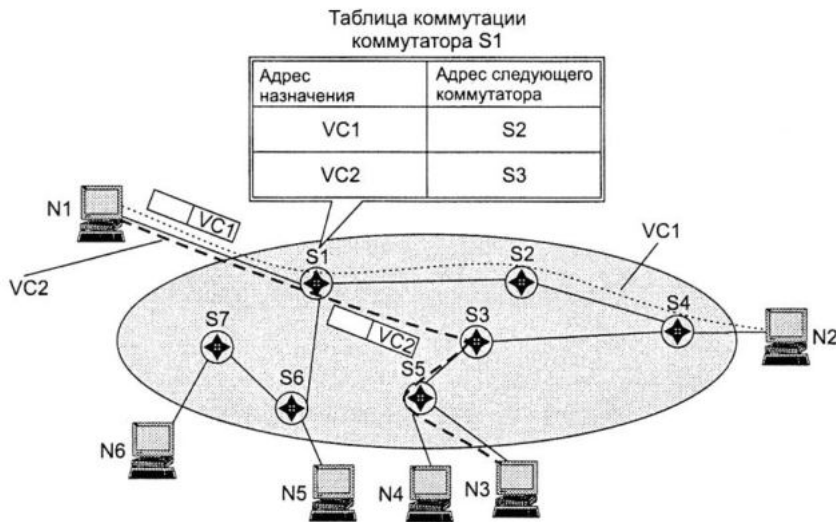 Таблица коммутации
коммутатора S1
Адрес назначения
Адрес следующего коммутатора
VC1
S2
VC2
S3
N1
VC1
VC2
S1
S2
VC1
S7
VC2
S3
S4
N2
S6
S5
N6
N5
N4
N3